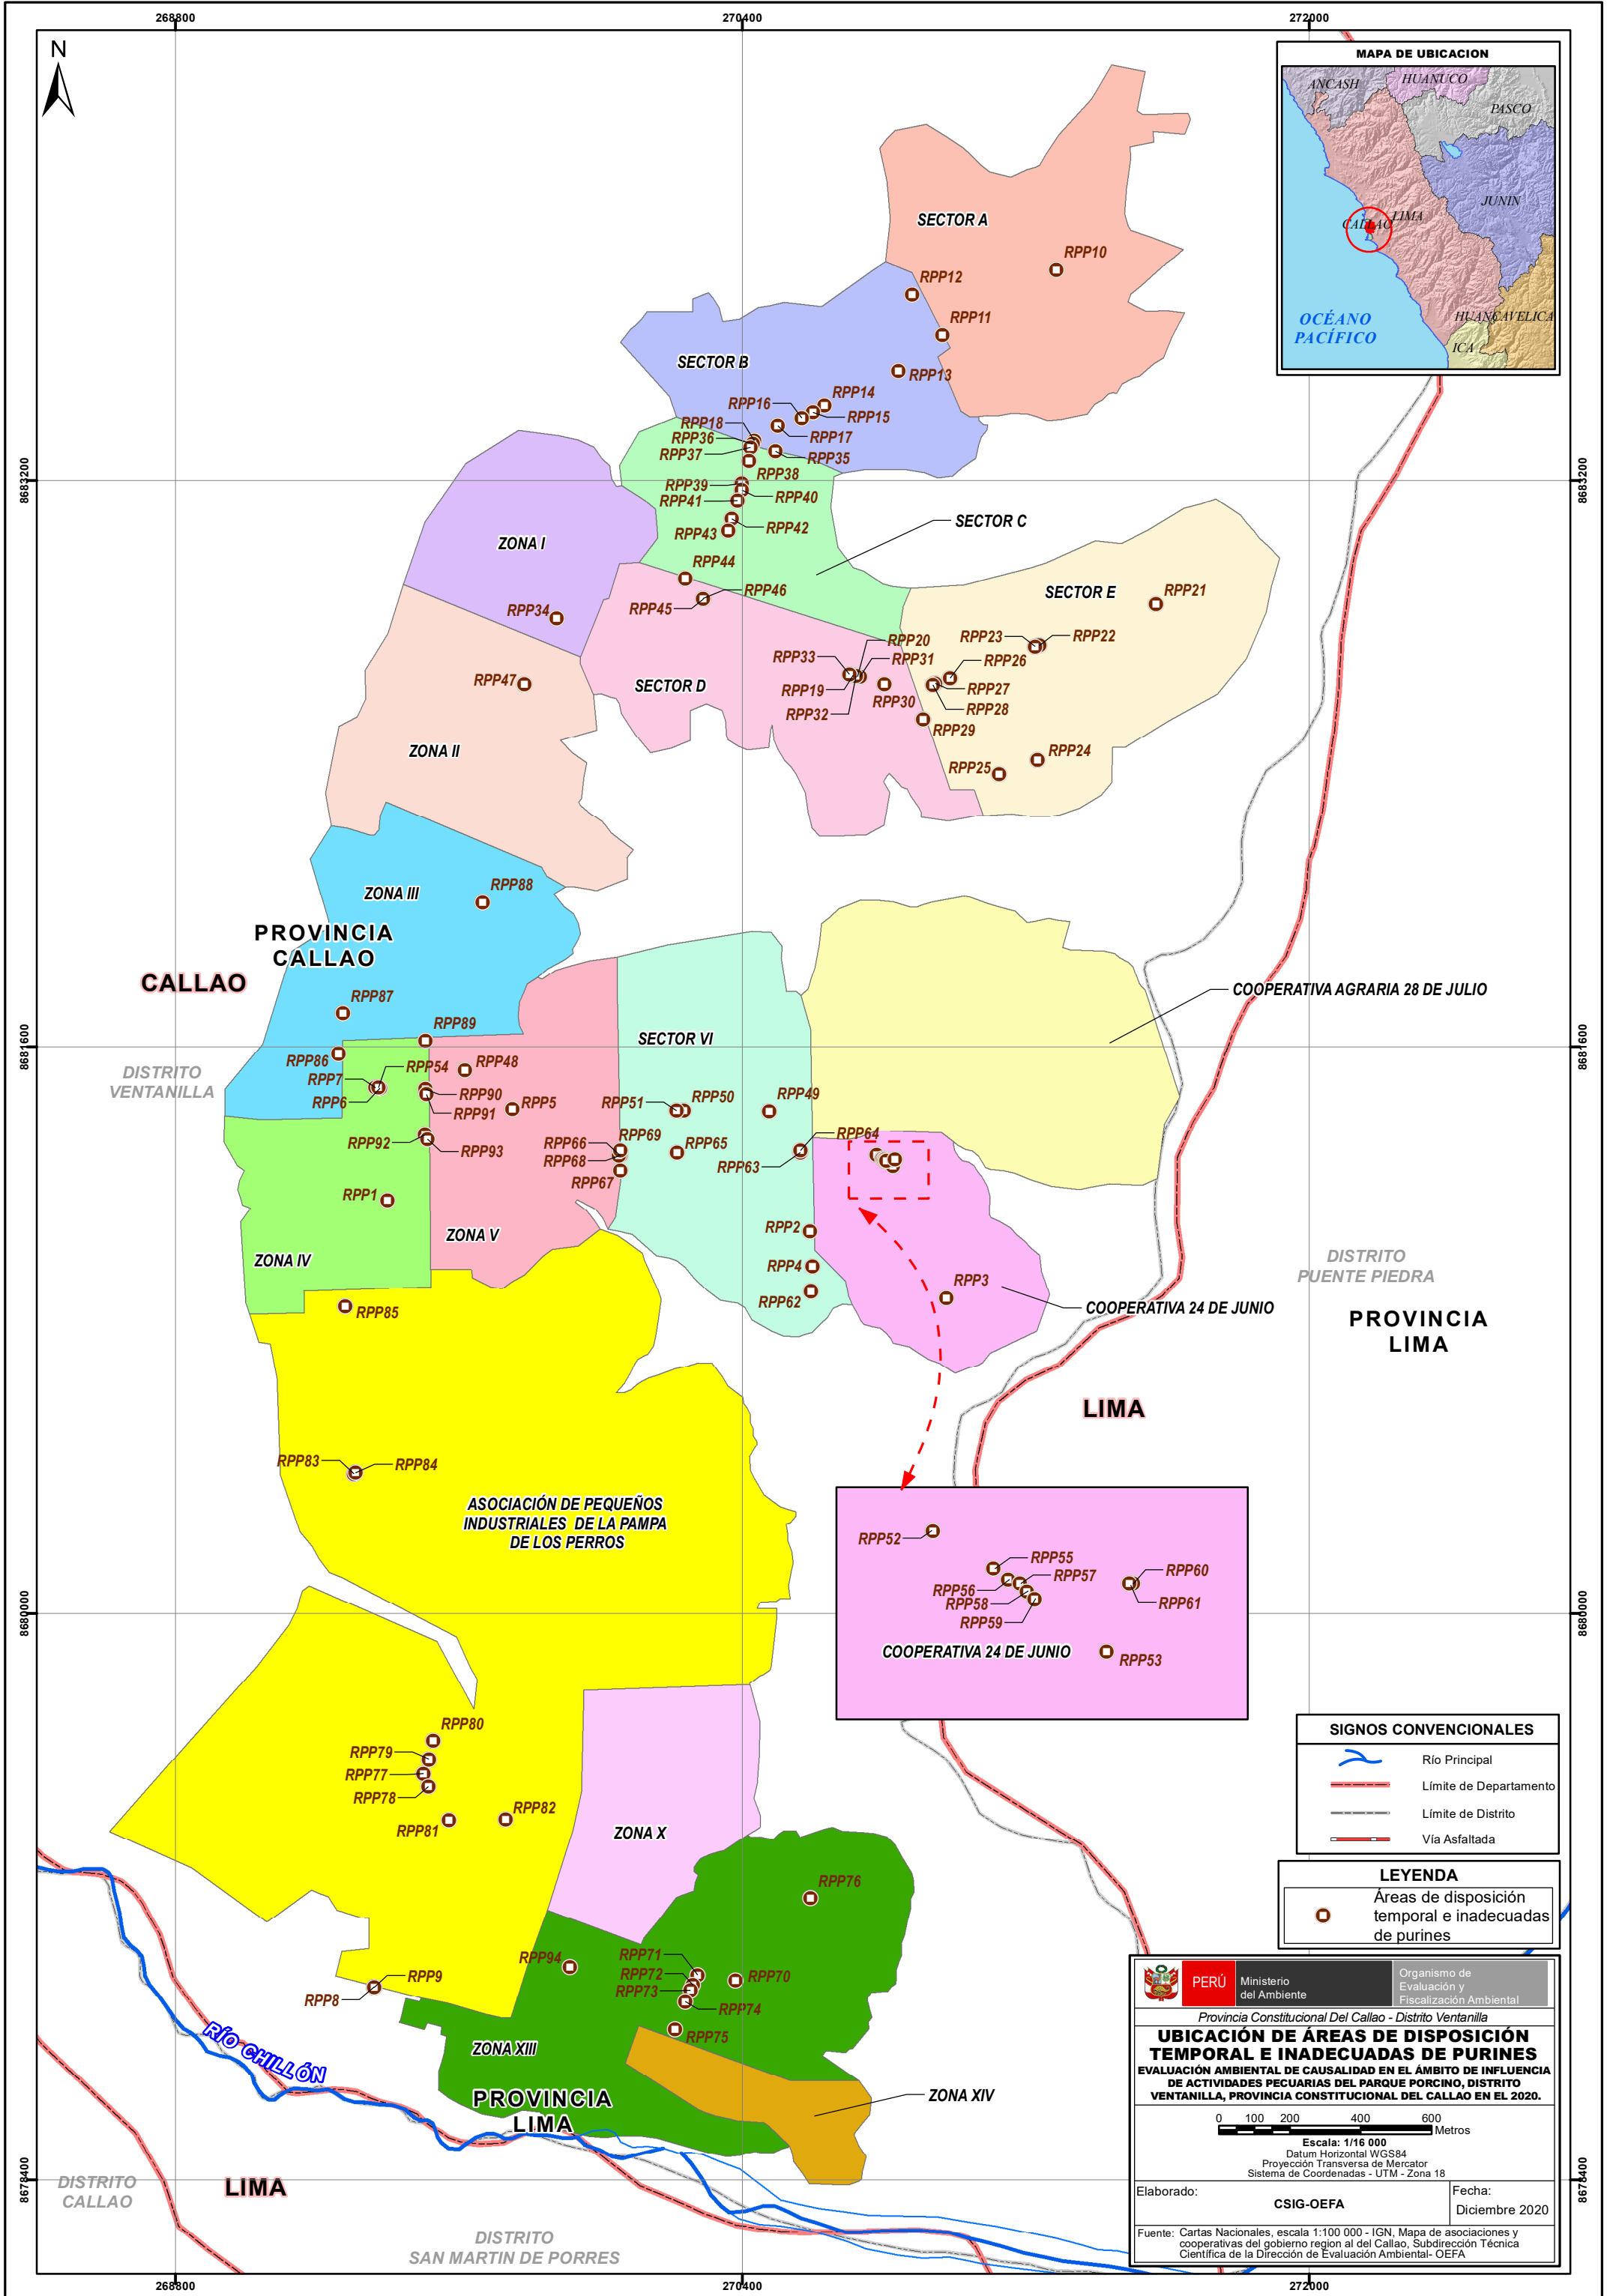 268800
270400
272000
N
MAPA DE UBICACION
ANCASH
HUANUCO
PASCO
JUNIN
LIMA
CALLAO
OCÉANO
PACÍFICO
HUANCAVELICA
ICA
SECTOR A
RPP10
RPP12
RPP11
SECTOR B
RPP13
RPP14
RPP16
RPP15
RPP18
RPP17
RPP36
RPP37
RPP35
RPP38
8683200
8683200
RPP39
RPP40
RPP41
RPP42
RPP43
SECTOR C
ZONA I
RPP44
RPP46
RPP45
SECTOR E
RPP21
RPP34
RPP20
RPP23
RPP22
RPP33
RPP31
RPP26
RPP47
SECTOR D
RPP19
RPP30
RPP27
RPP32
RPP28
RPP29
ZONA II
RPP24
RPP25
ZONA III
RPP88
PROVINCIA
CALLAO
CALLAO
COOPERATIVA AGRARIA 28 DE JULIO
RPP87
RPP89
SECTOR VI
8681600
8681600
RPP86
RPP54
RPP48
DISTRITO
VENTANILLA
RPP7
RPP6
RPP90
RPP91
RPP5
RPP51
RPP50
RPP49
RPP92
RPP93
RPP66
RPP69
RPP68
RPP65
RPP64
RPP63
RPP67
RPP1
RPP2
ZONA V
ZONA IV
RPP4
RPP3
RPP62
DISTRITO
PUENTE PIEDRA
RPP85
COOPERATIVA 24 DE JUNIO
PROVINCIA
LIMA
LIMA
RPP83
RPP84
ASOCIACIÓN DE PEQUEÑOS
INDUSTRIALES DE LA PAMPA
DE LOS PERROS
RPP52
RPP55
RPP57
RPP56
RPP58
RPP59
RPP60
RPP61
COOPERATIVA 24 DE JUNIO
RPP53
8680000
8680000
RPP80
RPP79
RPP77
RPP78
RPP81
RPP82
ZONA X
SIGNOS CONVENCIONALES
Río Principal
Límite de Departamento
Límite de Distrito
Vía Asfaltada
LEYENDA
Áreas de disposición
temporal e inadecuadas
de purines
RPP76
RPP94
RPP71
RPP72
RPP70
RPP73
RPP74
RPP75
RPP9
RPP8
RÍO CHILLÓN
ZONA XIII
PROVINCIA
LIMA
ZONA XIV
DISTRITO
CALLAO
LIMA
DISTRITO
SAN MARTIN DE PORRES
8678400
8678400
PERÚ
Ministerio
del Ambiente
Organismo de
Evaluación y
Fiscalización Ambiental
Provincia Constitucional Del Callao - Distrito Ventanilla
UBICACIÓN DE ÁREAS DE DISPOSICIÓN
TEMPORAL E INADECUADAS DE PURINES
EVALUACIÓN AMBIENTAL DE CAUSALIDAD EN EL ÁMBITO DE INFLUENCIA
DE ACTIVIDADES PECUARIAS DEL PARQUE PORCINO, DISTRITO
VENTANILLA, PROVINCIA CONSTITUCIONAL DEL CALLAO EN EL 2020.
0 100 200 400 600
Metros
Escala: 1/16 000
Datum Horizontal WGS84
Proyección Transversa de Mercator
Sistema de Coordenadas - UTM - Zona 18
Elaborado:
CSIG-OEFA
Fecha:
Diciembre 2020
Fuente: Cartas Nacionales, escala 1:100 000 - IGN, Mapa de asociaciones y
cooperativas del gobierno region al del Callao, Subdirección Técnica
Científica de la Dirección de Evaluación Ambiental- OEFA
268800
270400
272000